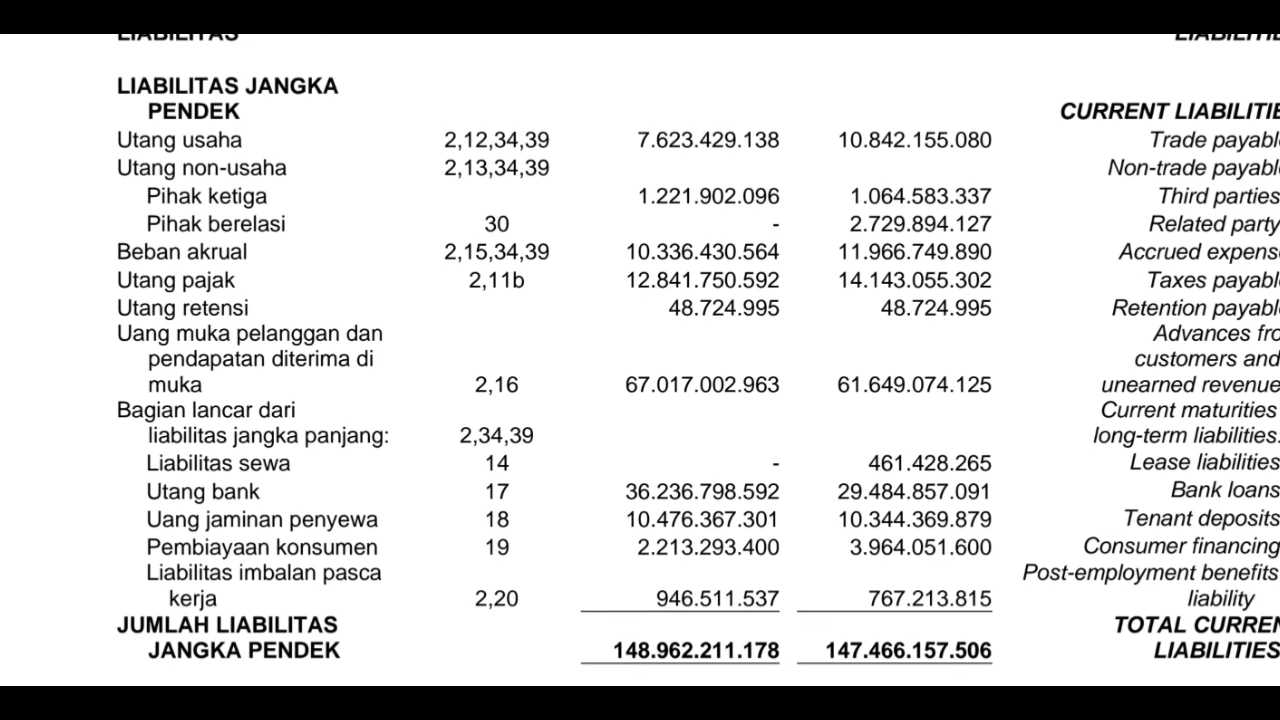 LIABILITAS
LIABILITAS JANGKA
PENDEK CURRENT LIABILITIE
Utang usaha 2,12,34,39 7.623.429.138 10.842.155.080 Trade payabl
Utang non-usaha 2,13,34,39 Non-trade payabl
Pihak ketiga 1.221.902.096 1.064.583.337 Third parties
Pihak berelasi 30 - 2.729.894.127 Related party
Beban akrual 2,15,34,39 10.336.430.564 11.966.749.890 Accrued expens
Utang pajak 2,11b 12.841.750.592 14.143.055.302 Taxes payabl
Utang retensi 48.724.995 48.724.995 Retention payabl
Uang muka pelanggan dan Advances fro
pendapatan diterima di customers and
muka 2,16 67.017.002.963 61.649.074.125 unearned revenue
Bagian lancar dari Current maturities
liabilitas jangka panjang: 2,34,39 long-term liabilities:
Liabilitas sewa 14 - 461.428.265 Lease liabilities
Utang bank 17 36.236.798.592 29.484.857.091 Bank loans
Uang jaminan penyewa 18 10.476.367.301 10.344.369.879 Tenant deposits
Pembiayaan konsumen 19 2.213.293.400 3.964.051.600 Consumer financing
Liabilitas imbalan pasca Post-employment benefits
kerja 2,20 946.511.537 767.213.815 liability
JUMLAH LIABILITAS TOTAL CURREN
JANGKA PENDEK 148.962.211.178 147.466.157.506 LIABILITIES